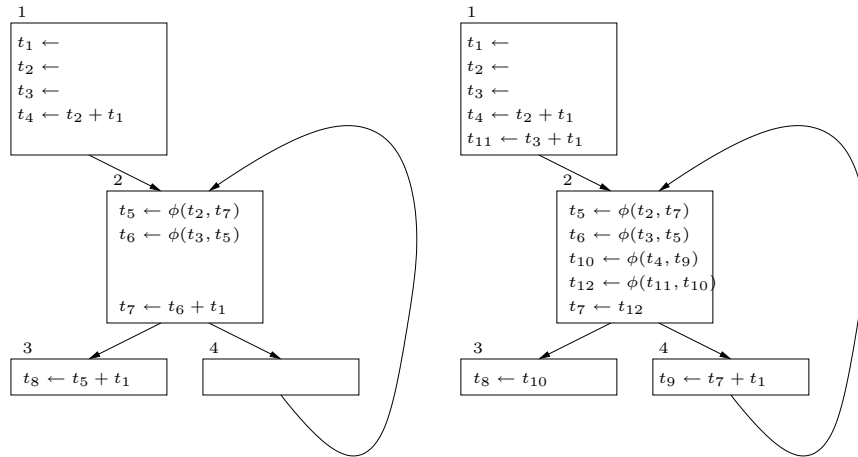 1
t₁ ←
t₂ ←
t₃ ←
t₄ ← t₂ + t₁
2
t₅ ← ϕ(t₂, t₇)
t₆ ← ϕ(t₃, t₅)
t₇ ← t₆ + t₁
3
t₈ ← t₅ + t₁
4
1
t₁ ←
t₂ ←
t₃ ←
t₄ ← t₂ + t₁
t₁₁ ← t₃ + t₁
2
t₅ ← ϕ(t₂, t₇)
t₆ ← ϕ(t₃, t₅)
t₁₀ ← ϕ(t₄, t₉)
t₁₂ ← ϕ(t₁₁, t₁₀)
t₇ ← t₁₂
3
t₈ ← t₁₀
4
t₉ ← t₇ + t₁